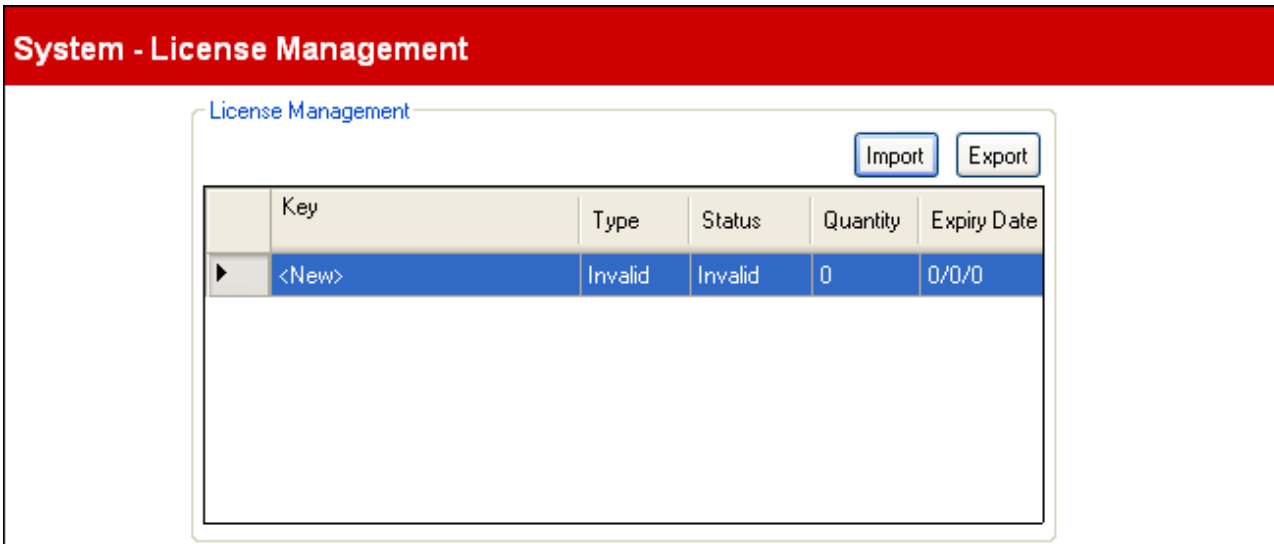 System - License Management
License Management
Import Export
Key Type Status Quantity Expiry Date
<New> Invalid Invalid 0 0/0/0